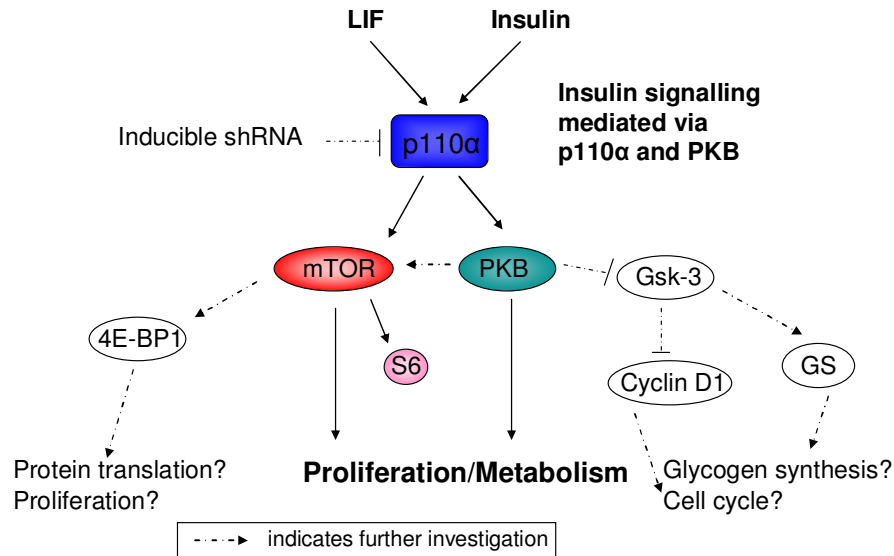 LIF
Insulin
Insulin signalling
mediated via
p110α and PKB
Inducible shRNA
p110α
mTOR
PKB
Gsk-3
4E-BP1
S6
Cyclin D1
GS
Protein translation?
Proliferation?
Proliferation/Metabolism
Glycogen synthesis?
Cell cycle?
indicates further investigation